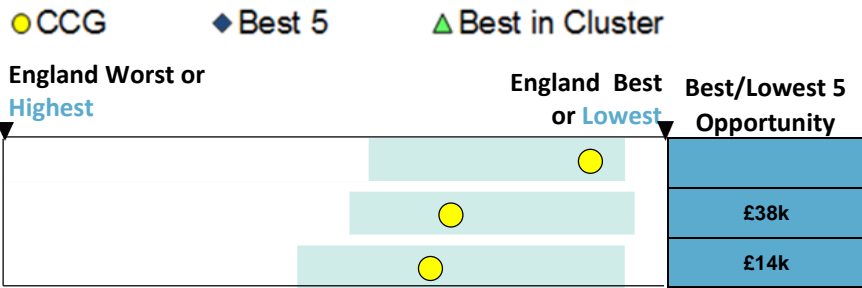 CCG Best 5 Best in Cluster
England Worst or
Highest
England Best
or Lowest
Best/Lowest 5
Opportunity
£38k
£14k